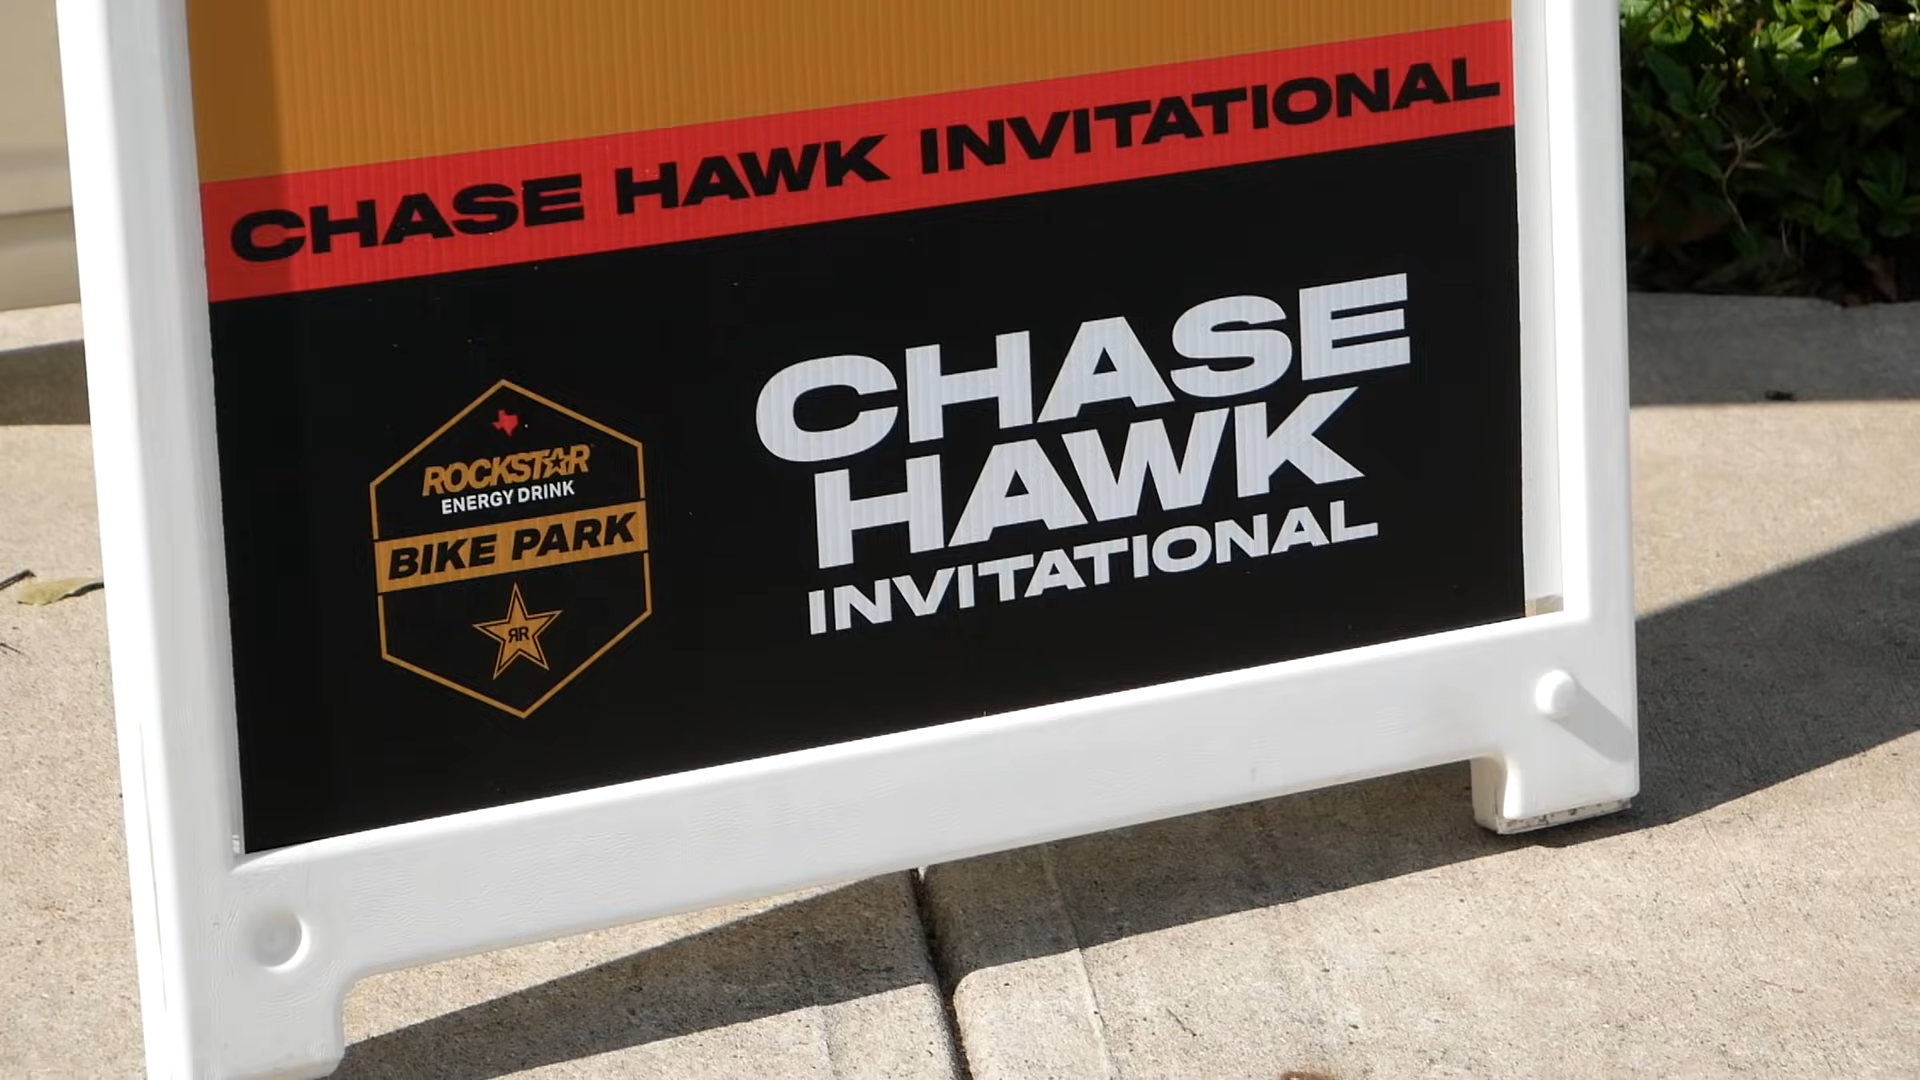 CHASE HAWK INVITATIONAL
CHASE
HAWK
INVITATIONAL
ROCKSTAR
ENERGY DRINK
BIKE PARK
RR